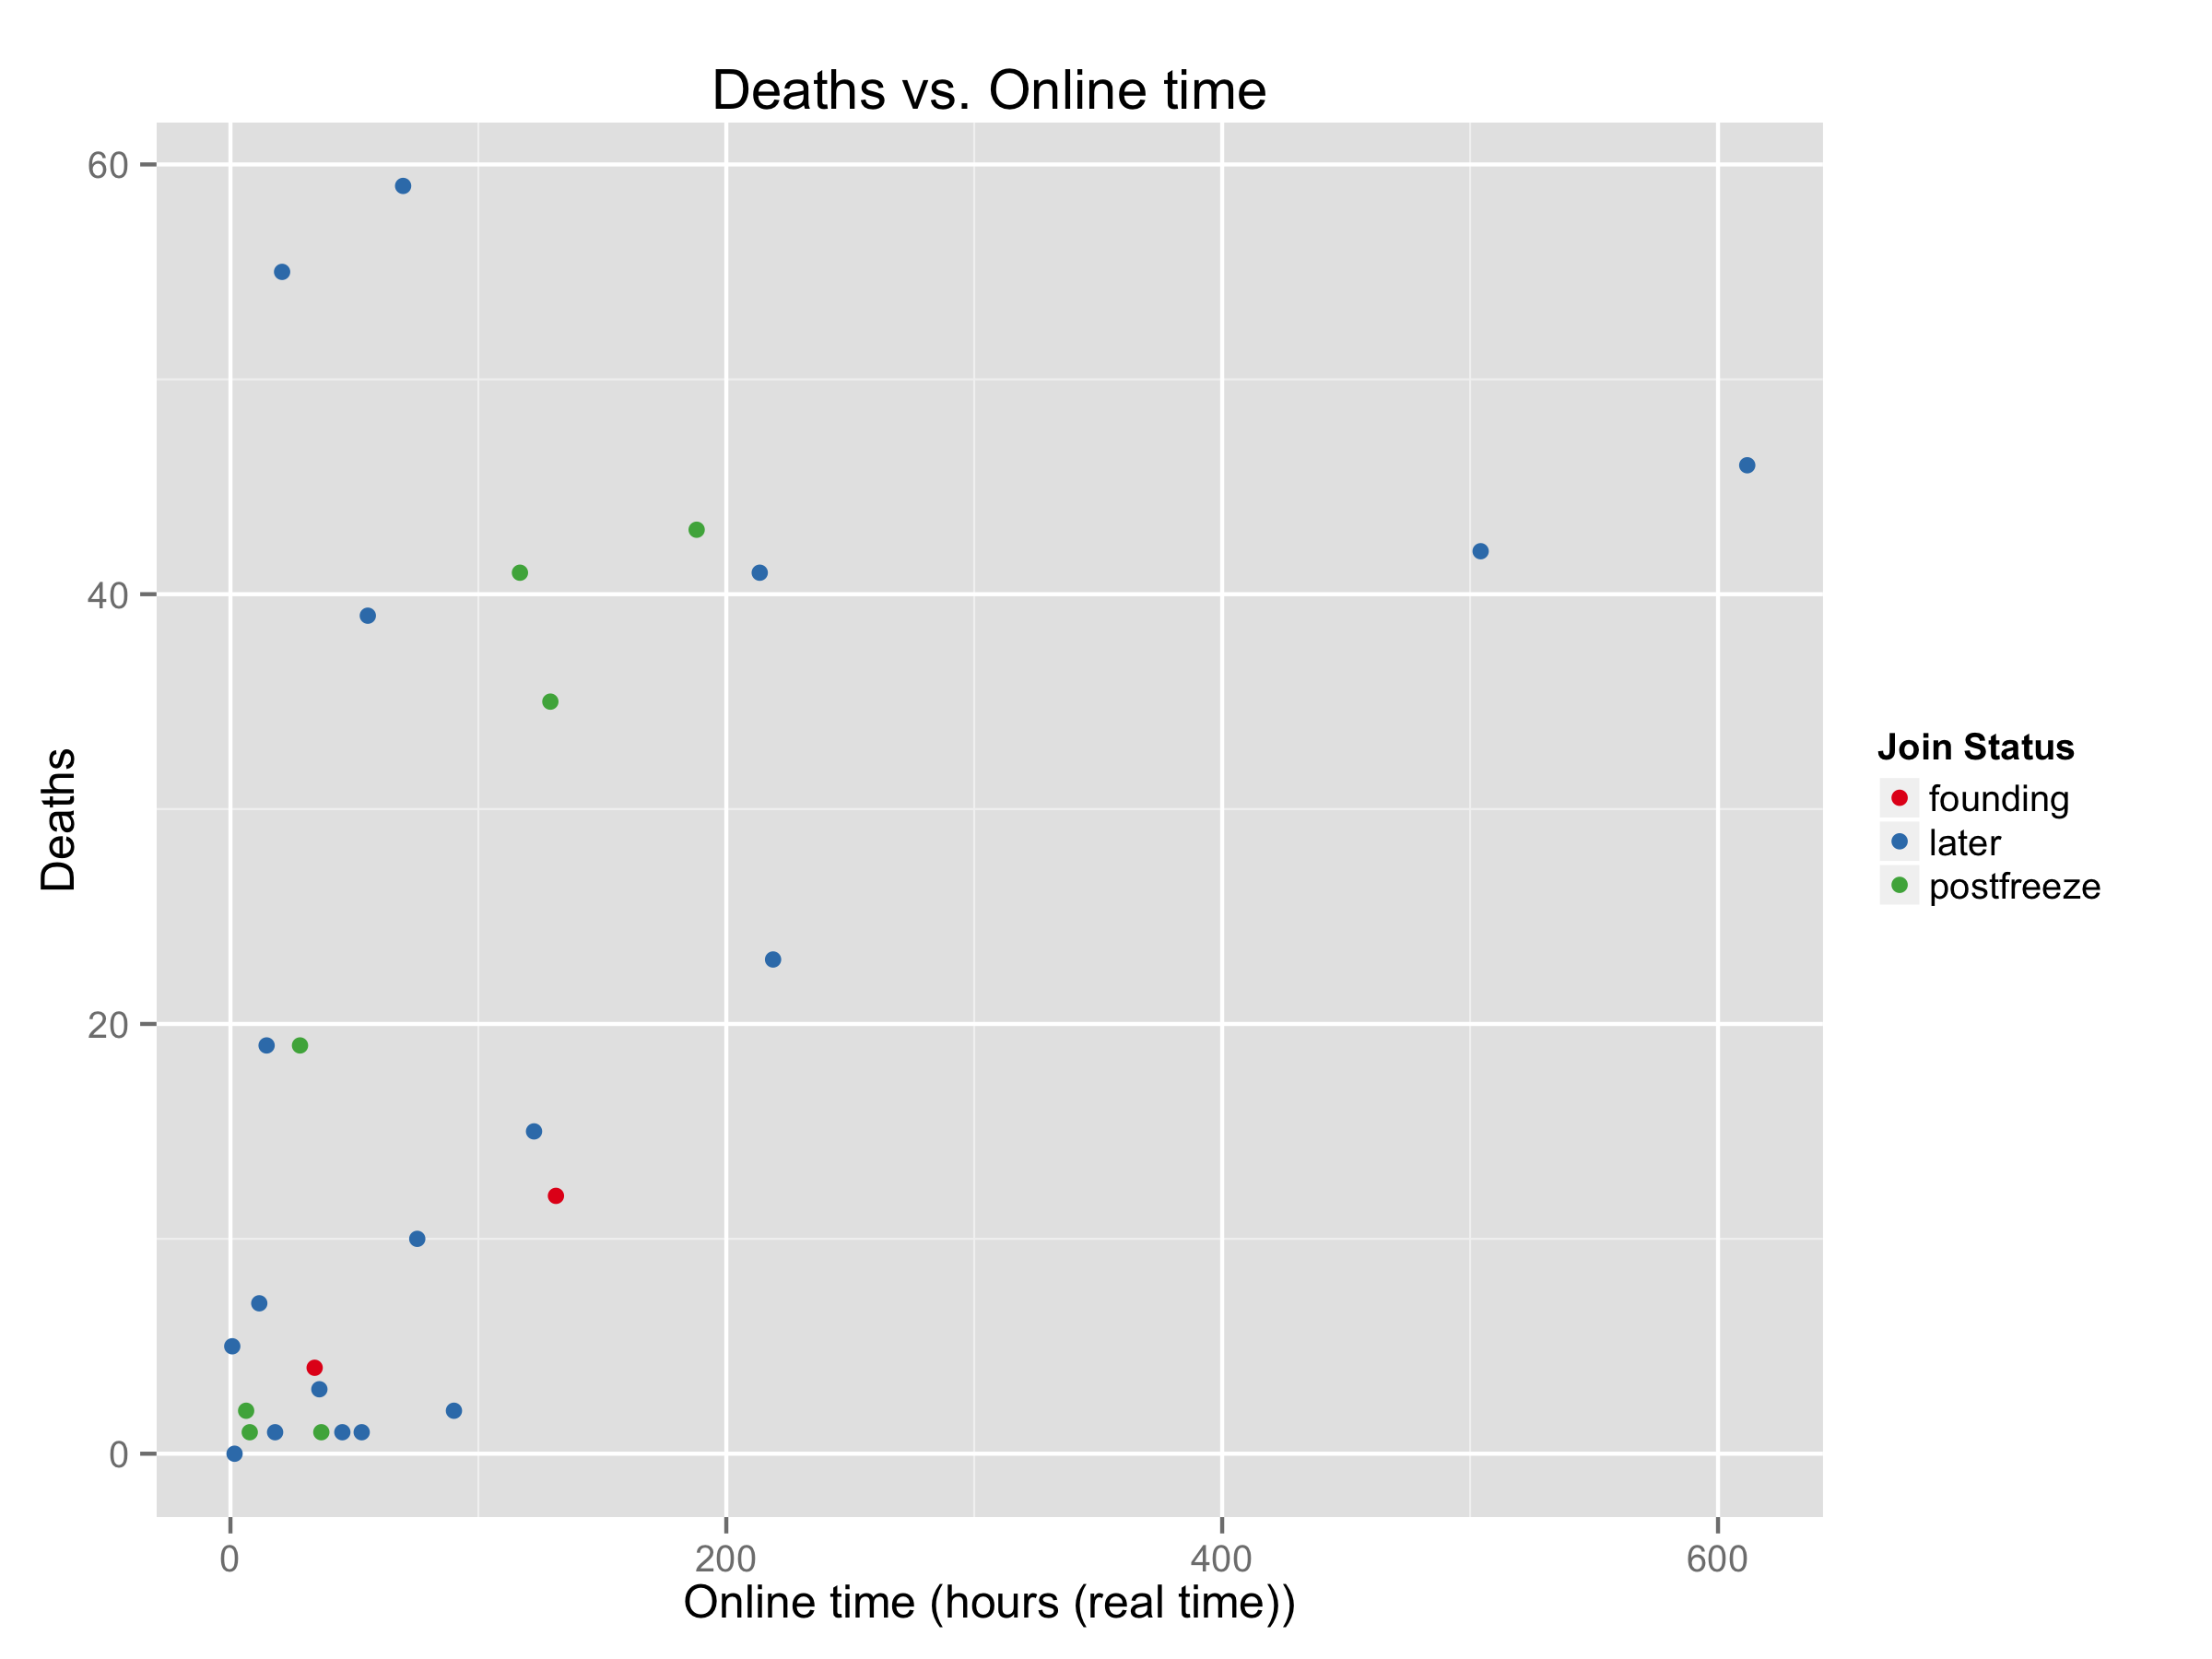 Deaths vs. Online time
60
40
20
0
Deaths
0 200 400 600
Online time (hours (real time))
Join Status
founding
later
postfreeze